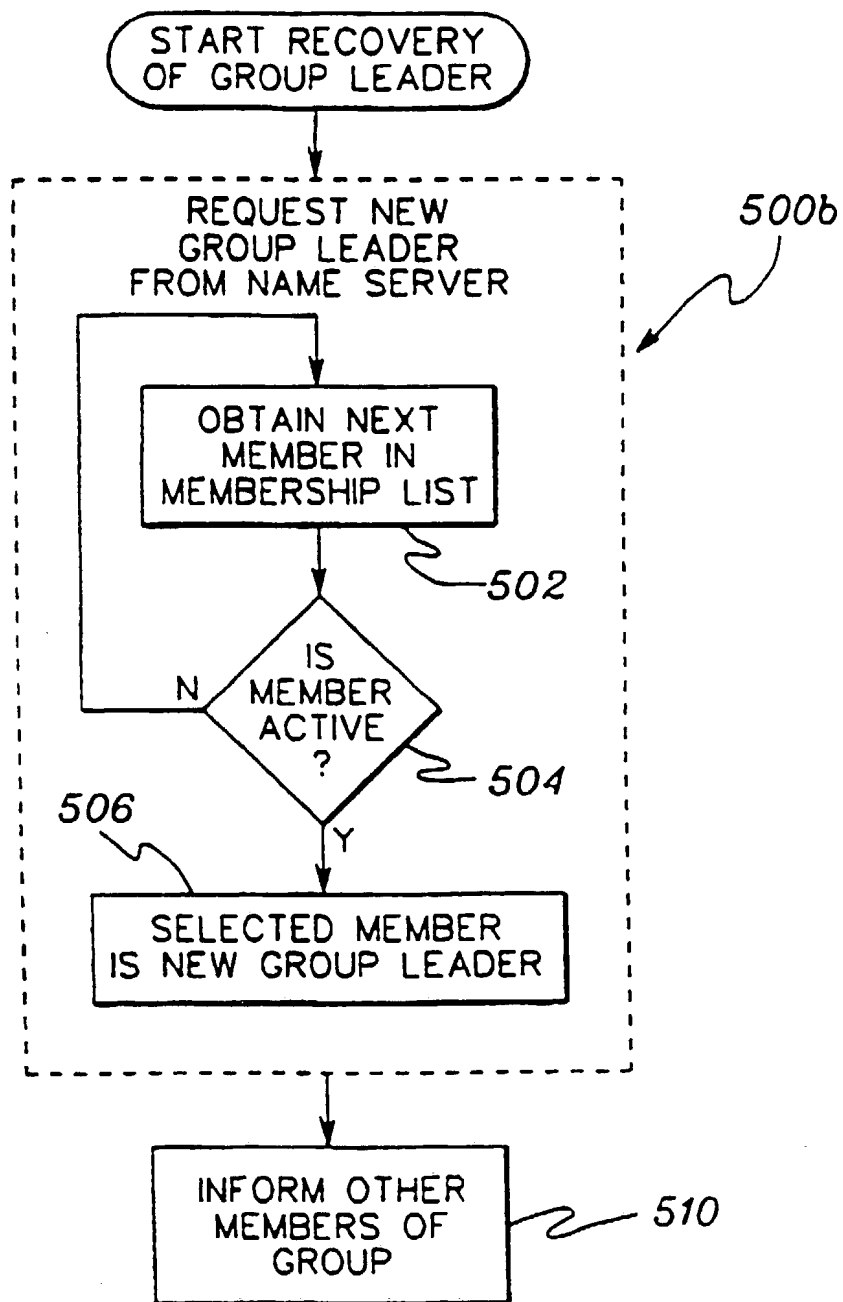 START RECOVERY
OF GROUP LEADER
REQUEST NEW
GROUP LEADER
FROM NAME SERVER
500b
OBTAIN NEXT
MEMBER IN
MEMBERSHIP LIST
502
IS
MEMBER
ACTIVE
?
N
504
Y
506
SELECTED MEMBER
IS NEW GROUP LEADER
INFORM OTHER
MEMBERS OF
GROUP
510